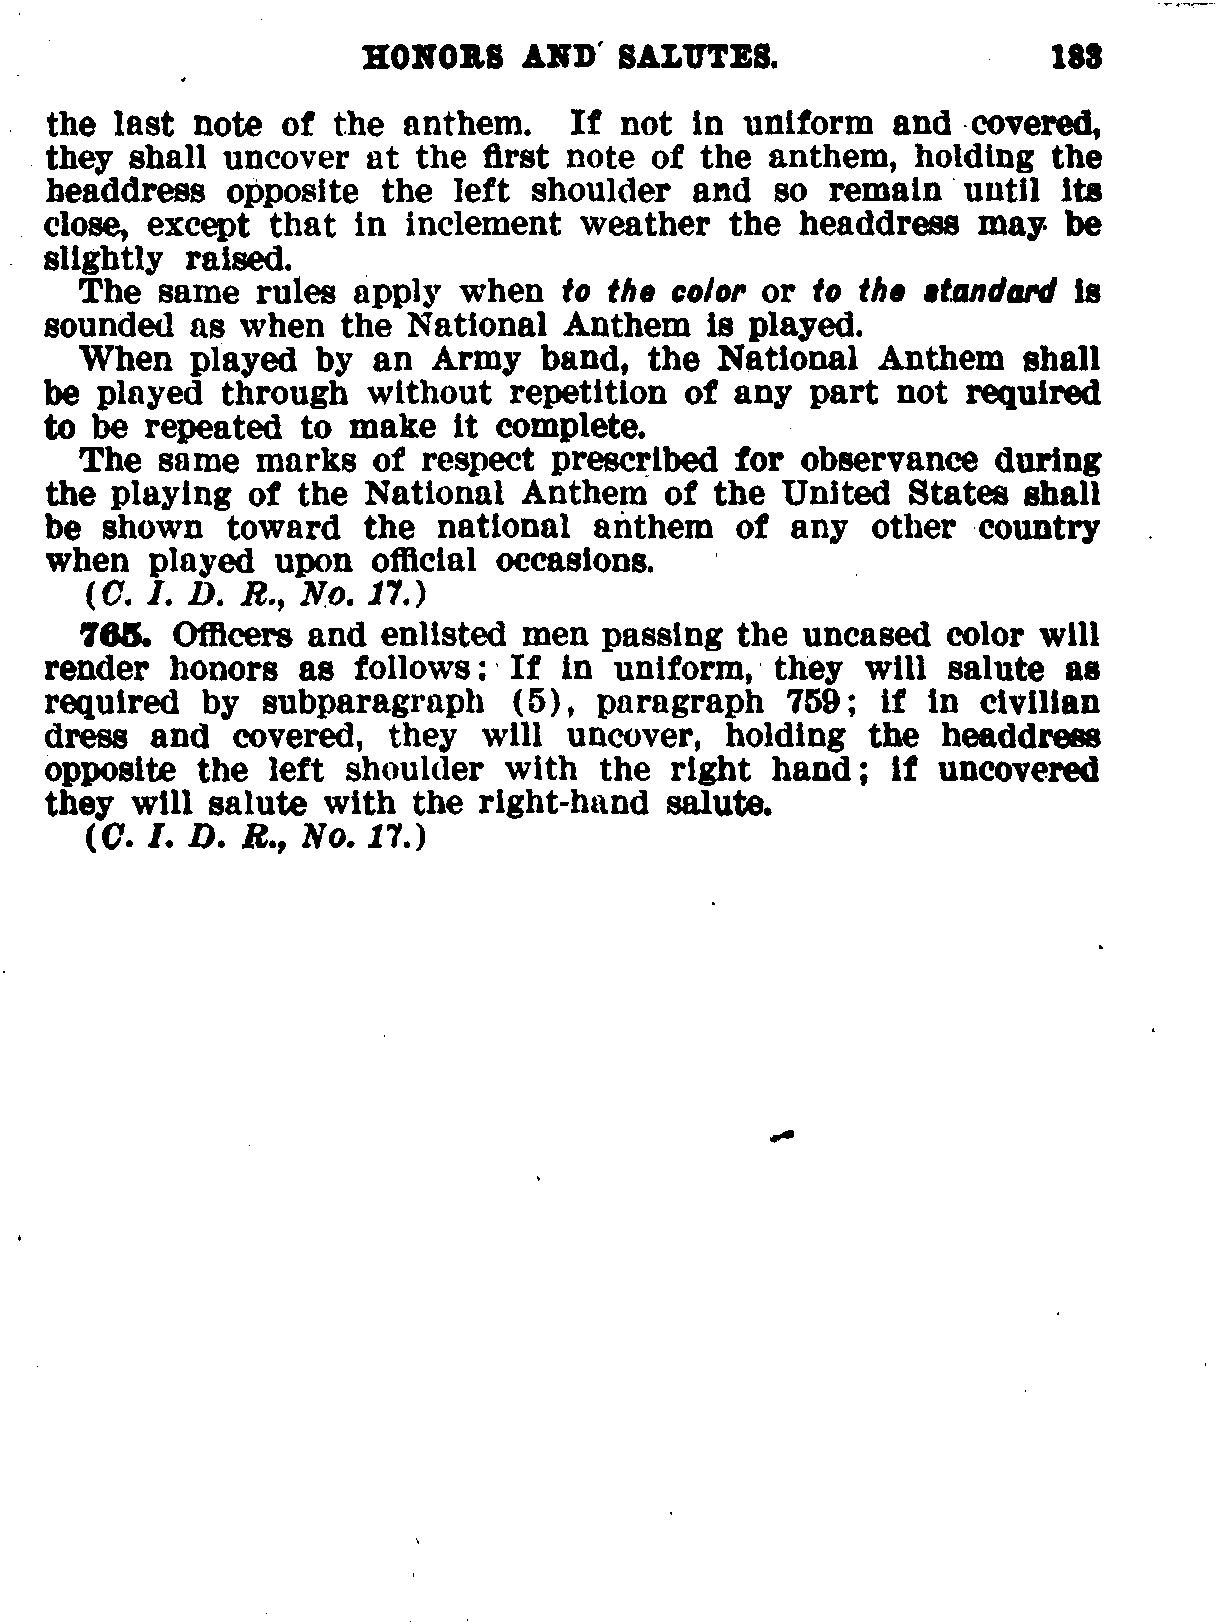 HONORS AND SALUTES. 183
the last note of the anthem. If not in uniform and covered,
they shall uncover at the first note of the anthem, holding the
headdress opposite the left shoulder and so remain until its
close, except that in inclement weather the headdress may be
slightly raised.
The same rules apply when to the color or to the standard is
sounded as when the National Anthem is played.
When played by an Army band, the National Anthem shall
be played through without repetition of any part not required
to be repeated to make it complete.
The same marks of respect prescribed for observance during
the playing of the National Anthem of the United States shall
be shown toward the national anthem of any other country
when played upon official occasions.
(C. I. D. R., No. 17.)
765. Officers and enlisted men passing the uncased color will
render honors as follows: If in uniform, they will salute as
required by subparagraph (5), paragraph 759; if in civilian
dress and covered, they will uncover, holding the headdress
opposite the left shoulder with the right hand; if uncovered
they will salute with the right-hand salute.
(C. I. D. R., No. 17.)